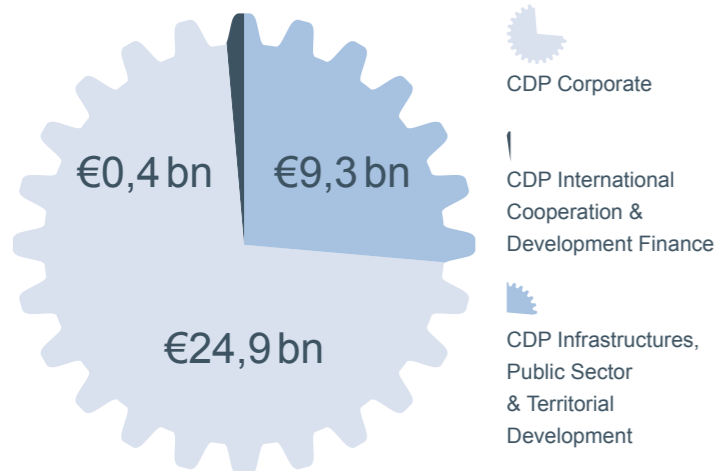 €0,4 bn
€9,3 bn
€24,9 bn
CDP Corporate
CDP International
Cooperation &
Development Finance
CDP Infrastructures,
Public Sector
& Territorial
Development